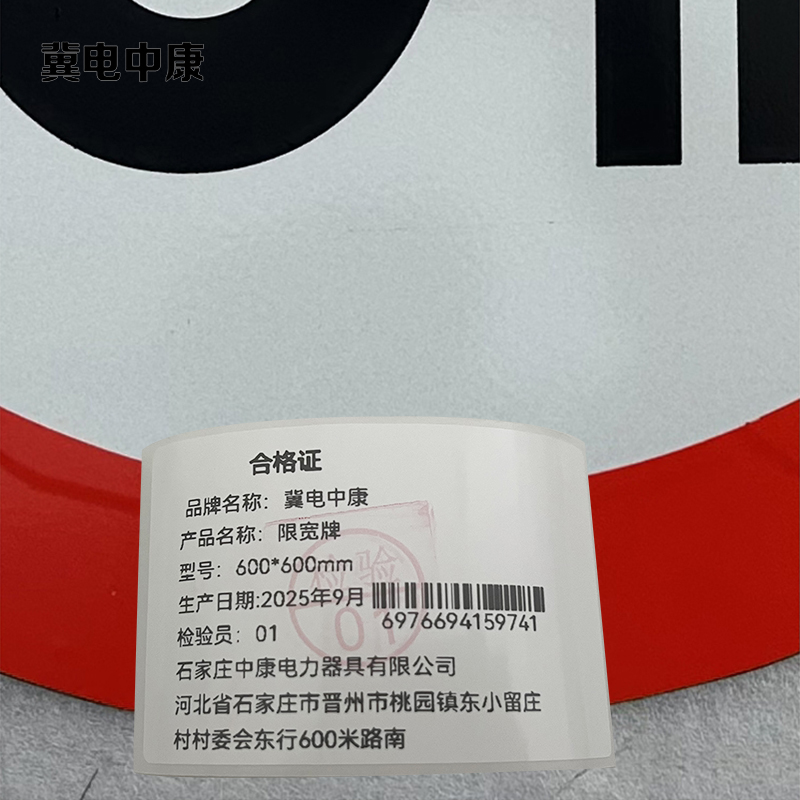 冀电中康
合格证
品牌名称：冀电中康
产品名称：限宽牌
型号：600*600mm
生产日期:2025年9月
6976694159741
检验员：01
检验
01
石家庄中康电力器具有限公司
河北省石家庄市晋州市桃园镇东小留庄
村村委会东行600米路南